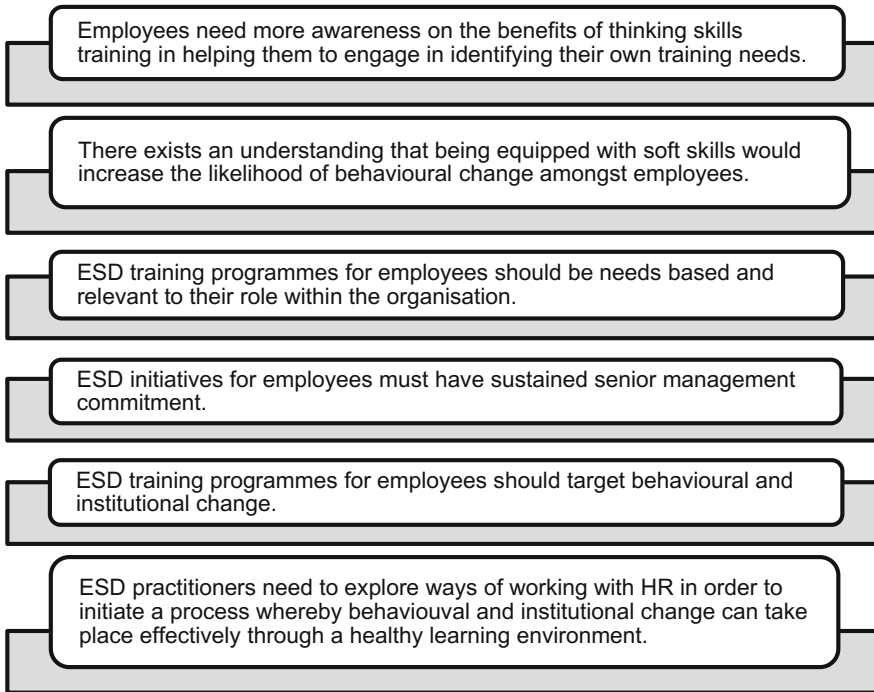 Employees need more awareness on the benefits of thinking skills
training in helping them to engage in identifying their own training needs.
There exists an understanding that being equipped with soft skills would
increase the likelihood of behavioural change amongst employees.
ESD training programmes for employees should be needs based and
relevant to their role within the organisation.
ESD initiatives for employees must have sustained senior management
commitment.
ESD training programmes for employees should target behavioural and
institutional change.
ESD practitioners need to explore ways of working with HR in order to
initiate a process whereby behaviouval and institutional change can take
place effectively through a healthy learning environment.